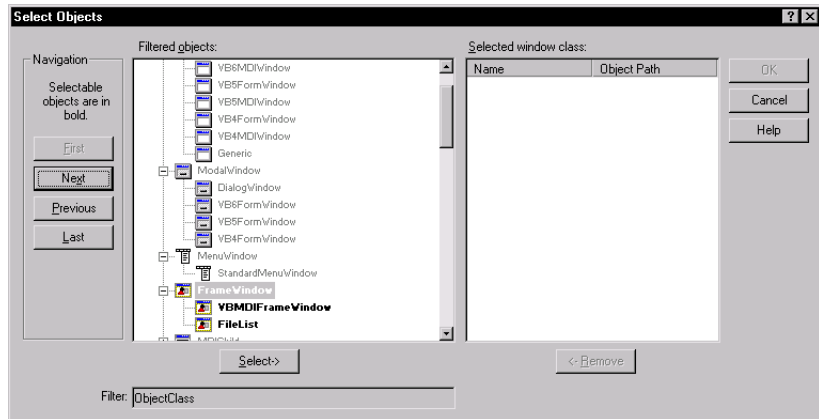 Select Objects
Navigation
Selectable
objects are in
bold.
First
Next
Previous
Last
Filtered objects:
VB6MDIWindow
VB5FormWindow
VB5MDIWindow
VB4FormWindow
VB4MDIWindow
Generic
ModalWindow
DialogWindow
VB6FormWindow
VB5FormWindow
VB4FormWindow
MenuWindow
StandardMenuWindow
FrameWindow
VBMDIFrameWindow
FileList
MDIChild
Select->
Selected window class:
Name Object Path
<- Remove
OK
Cancel
Help
Filter: ObjectClass